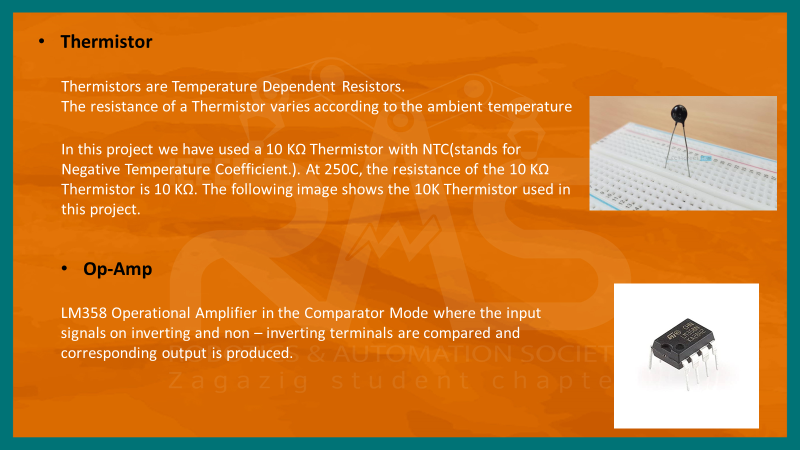 • Thermistor
Thermistors are Temperature Dependent Resistors.
The resistance of a Thermistor varies according to the ambient temperature
In this project we have used a 10 KΩ Thermistor with NTC(stands for
Negative Temperature Coefficient.). At 250C, the resistance of the 10 KΩ
Thermistor is 10 KΩ. The following image shows the 10K Thermistor used in
this project.
• Op-Amp
LM358 Operational Amplifier in the Comparator Mode where the input
signals on inverting and non – inverting terminals are compared and
corresponding output is produced.
RAS
& AUTOMATION SOCIET
Zagazig student chapte